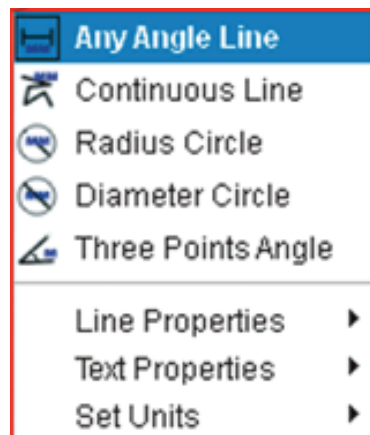 Any Angle Line
Continuous Line
Radius Circle
Diameter Circle
Three Points Angle
Line Properties
Text Properties
Set Units